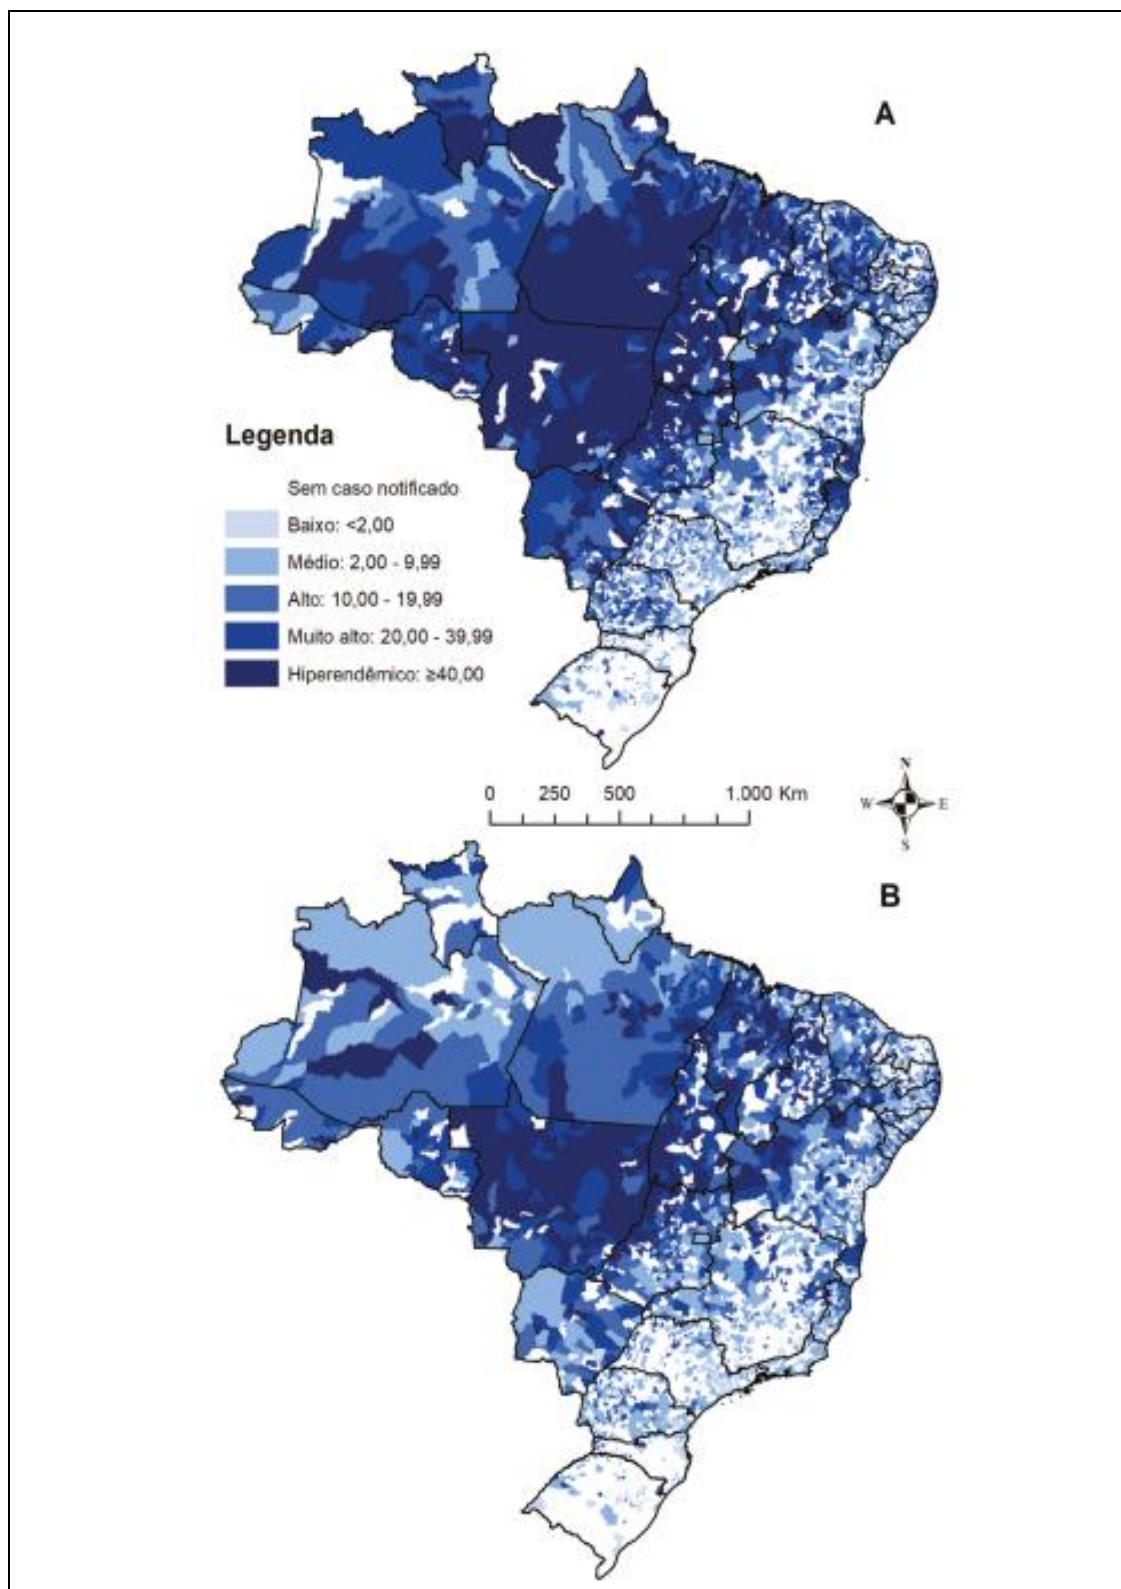 A
Legenda
Sem caso notificado
Baixo: <2,00
Médio: 2,00 - 9,99
Alto: 10,00 - 19,99
Muito alto: 20,00 - 39,99
Hiperendêmico: ≥40,00
0 250 500 1.000 Km
N
W E
S
B